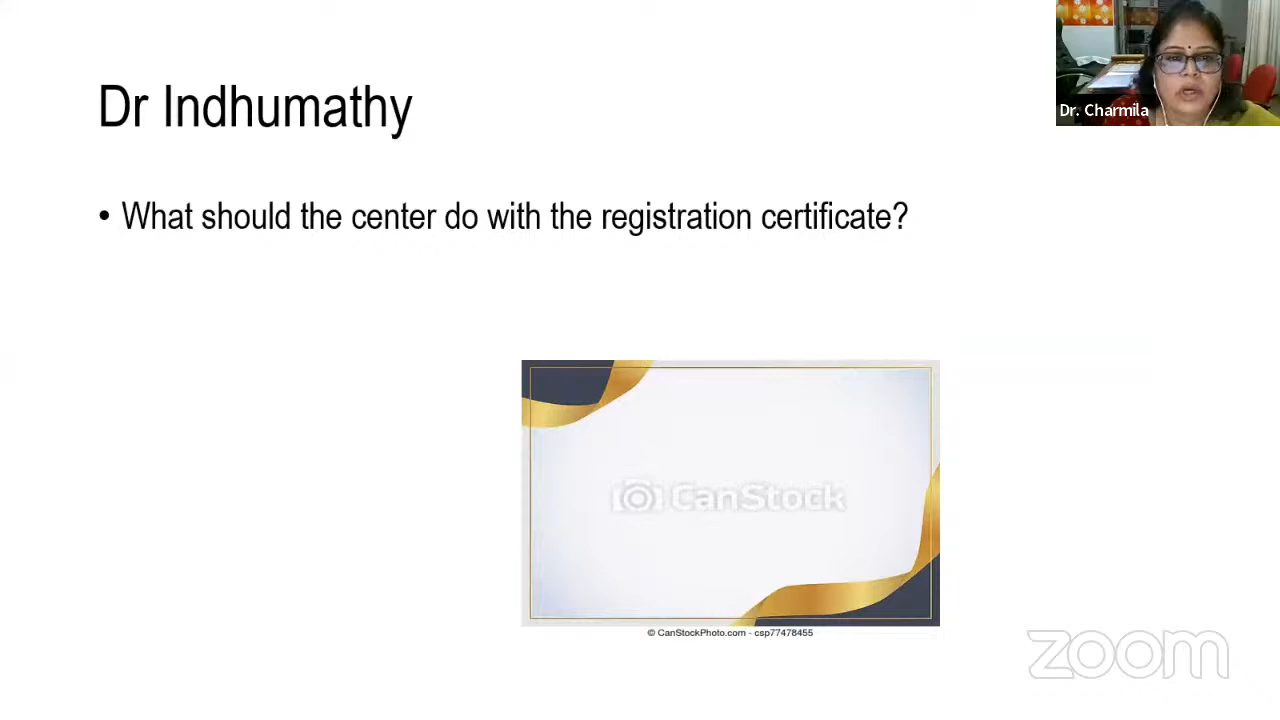 Dr Indhumathy
Dr. Charmila
• What should the center do with the registration certificate?
CanStock
© CanStockPhoto.com - csp77478455
zoom